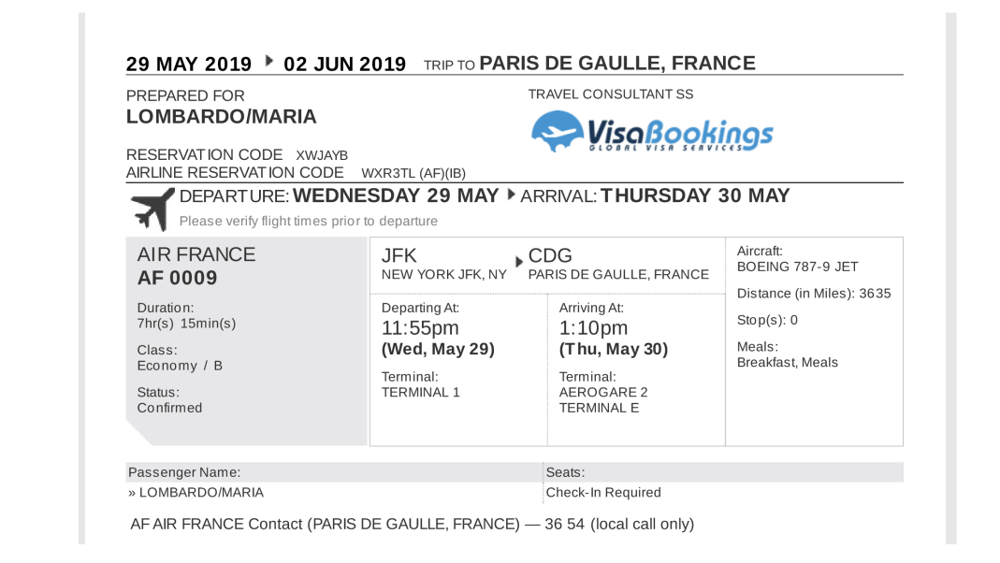 29 MAY 2019 02 JUN 2019 TRIP TO PARIS DE GAULLE, FRANCE
PREPARED FOR
LOMBARDO/MARIA
TRAVEL CONSULTANT SS
VisaBookings
GLOBAL VISA SERVICES
RESERVATION CODE XWJAYB
AIRLINE RESERVATION CODE WXR3TL (AF)(IB)
DEPARTURE: WEDNESDAY 29 MAY ARRIVAL: THURSDAY 30 MAY
Please verify flight times prior to departure
AIR FRANCE
AF 0009
Duration:
7hr(s) 15min(s)
Class:
Economy / B
Status:
Confirmed
JFK
NEW YORK JFK, NY
CDG
PARIS DE GAULLE, FRANCE
Departing At:
11:55pm
(Wed, May 29)
Terminal:
TERMINAL 1
Arriving At:
1:10pm
(Thu, May 30)
Terminal:
AEROGARE 2
TERMINAL E
Aircraft:
BOEING 787-9 JET
Distance (in Miles): 3635
Stop(s): 0
Meals:
Breakfast, Meals
Passenger Name: Seats:
» LOMBARDO/MARIA Check-In Required
AF AIR FRANCE Contact (PARIS DE GAULLE, FRANCE) — 36 54 (local call only)